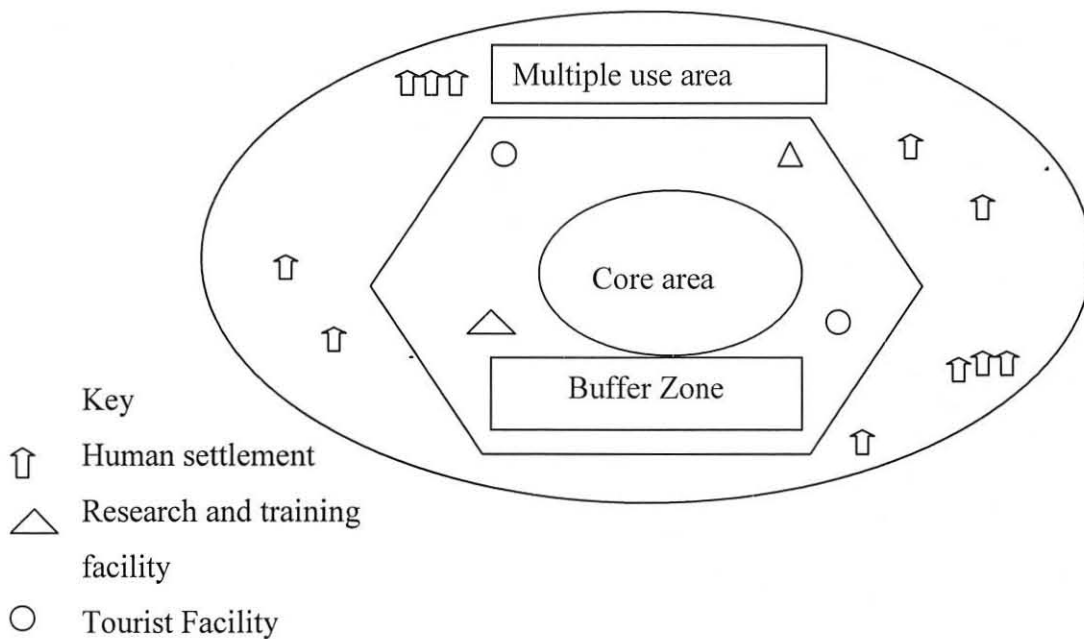 Multiple use area
Core area
Buffer Zone
Key
Human settlement
Research and training
facility
Tourist Facility